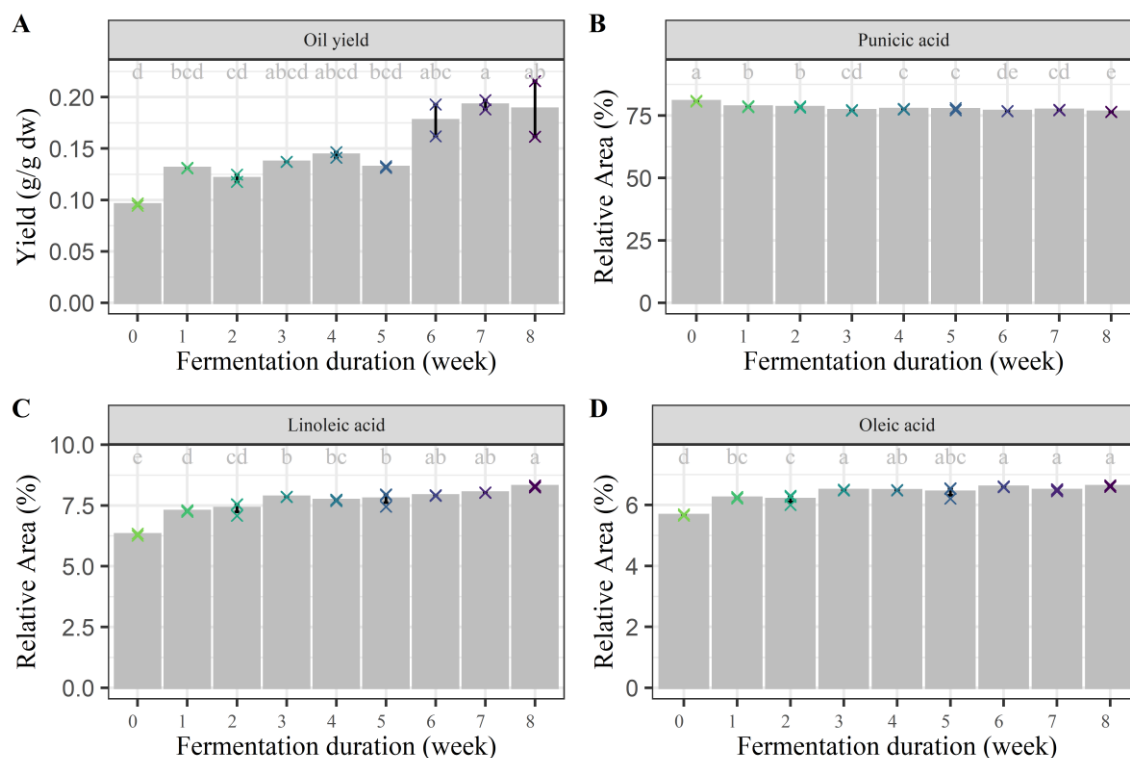 A
Oil yield
d bcd cd abcd abcd bcd abc a ab
Yield (g/g dw)
0.20
0.15
0.10
0.05
0.00
0 1 2 3 4 5 6 7 8
Fermentation duration (week)
B
Punicic acid
a b b cd c c de cd e
Relative Area (%)
75
50
25
0
0 1 2 3 4 5 6 7 8
Fermentation duration (week)
C
Linoleic acid
e d cd b bc b ab ab a
Relative Area (%)
10.0
7.5
5.0
2.5
0.0
0 1 2 3 4 5 6 7 8
Fermentation duration (week)
D
Oleic acid
d bc c a ab abc a a a
Relative Area (%)
6
4
2
0
0 1 2 3 4 5 6 7 8
Fermentation duration (week)